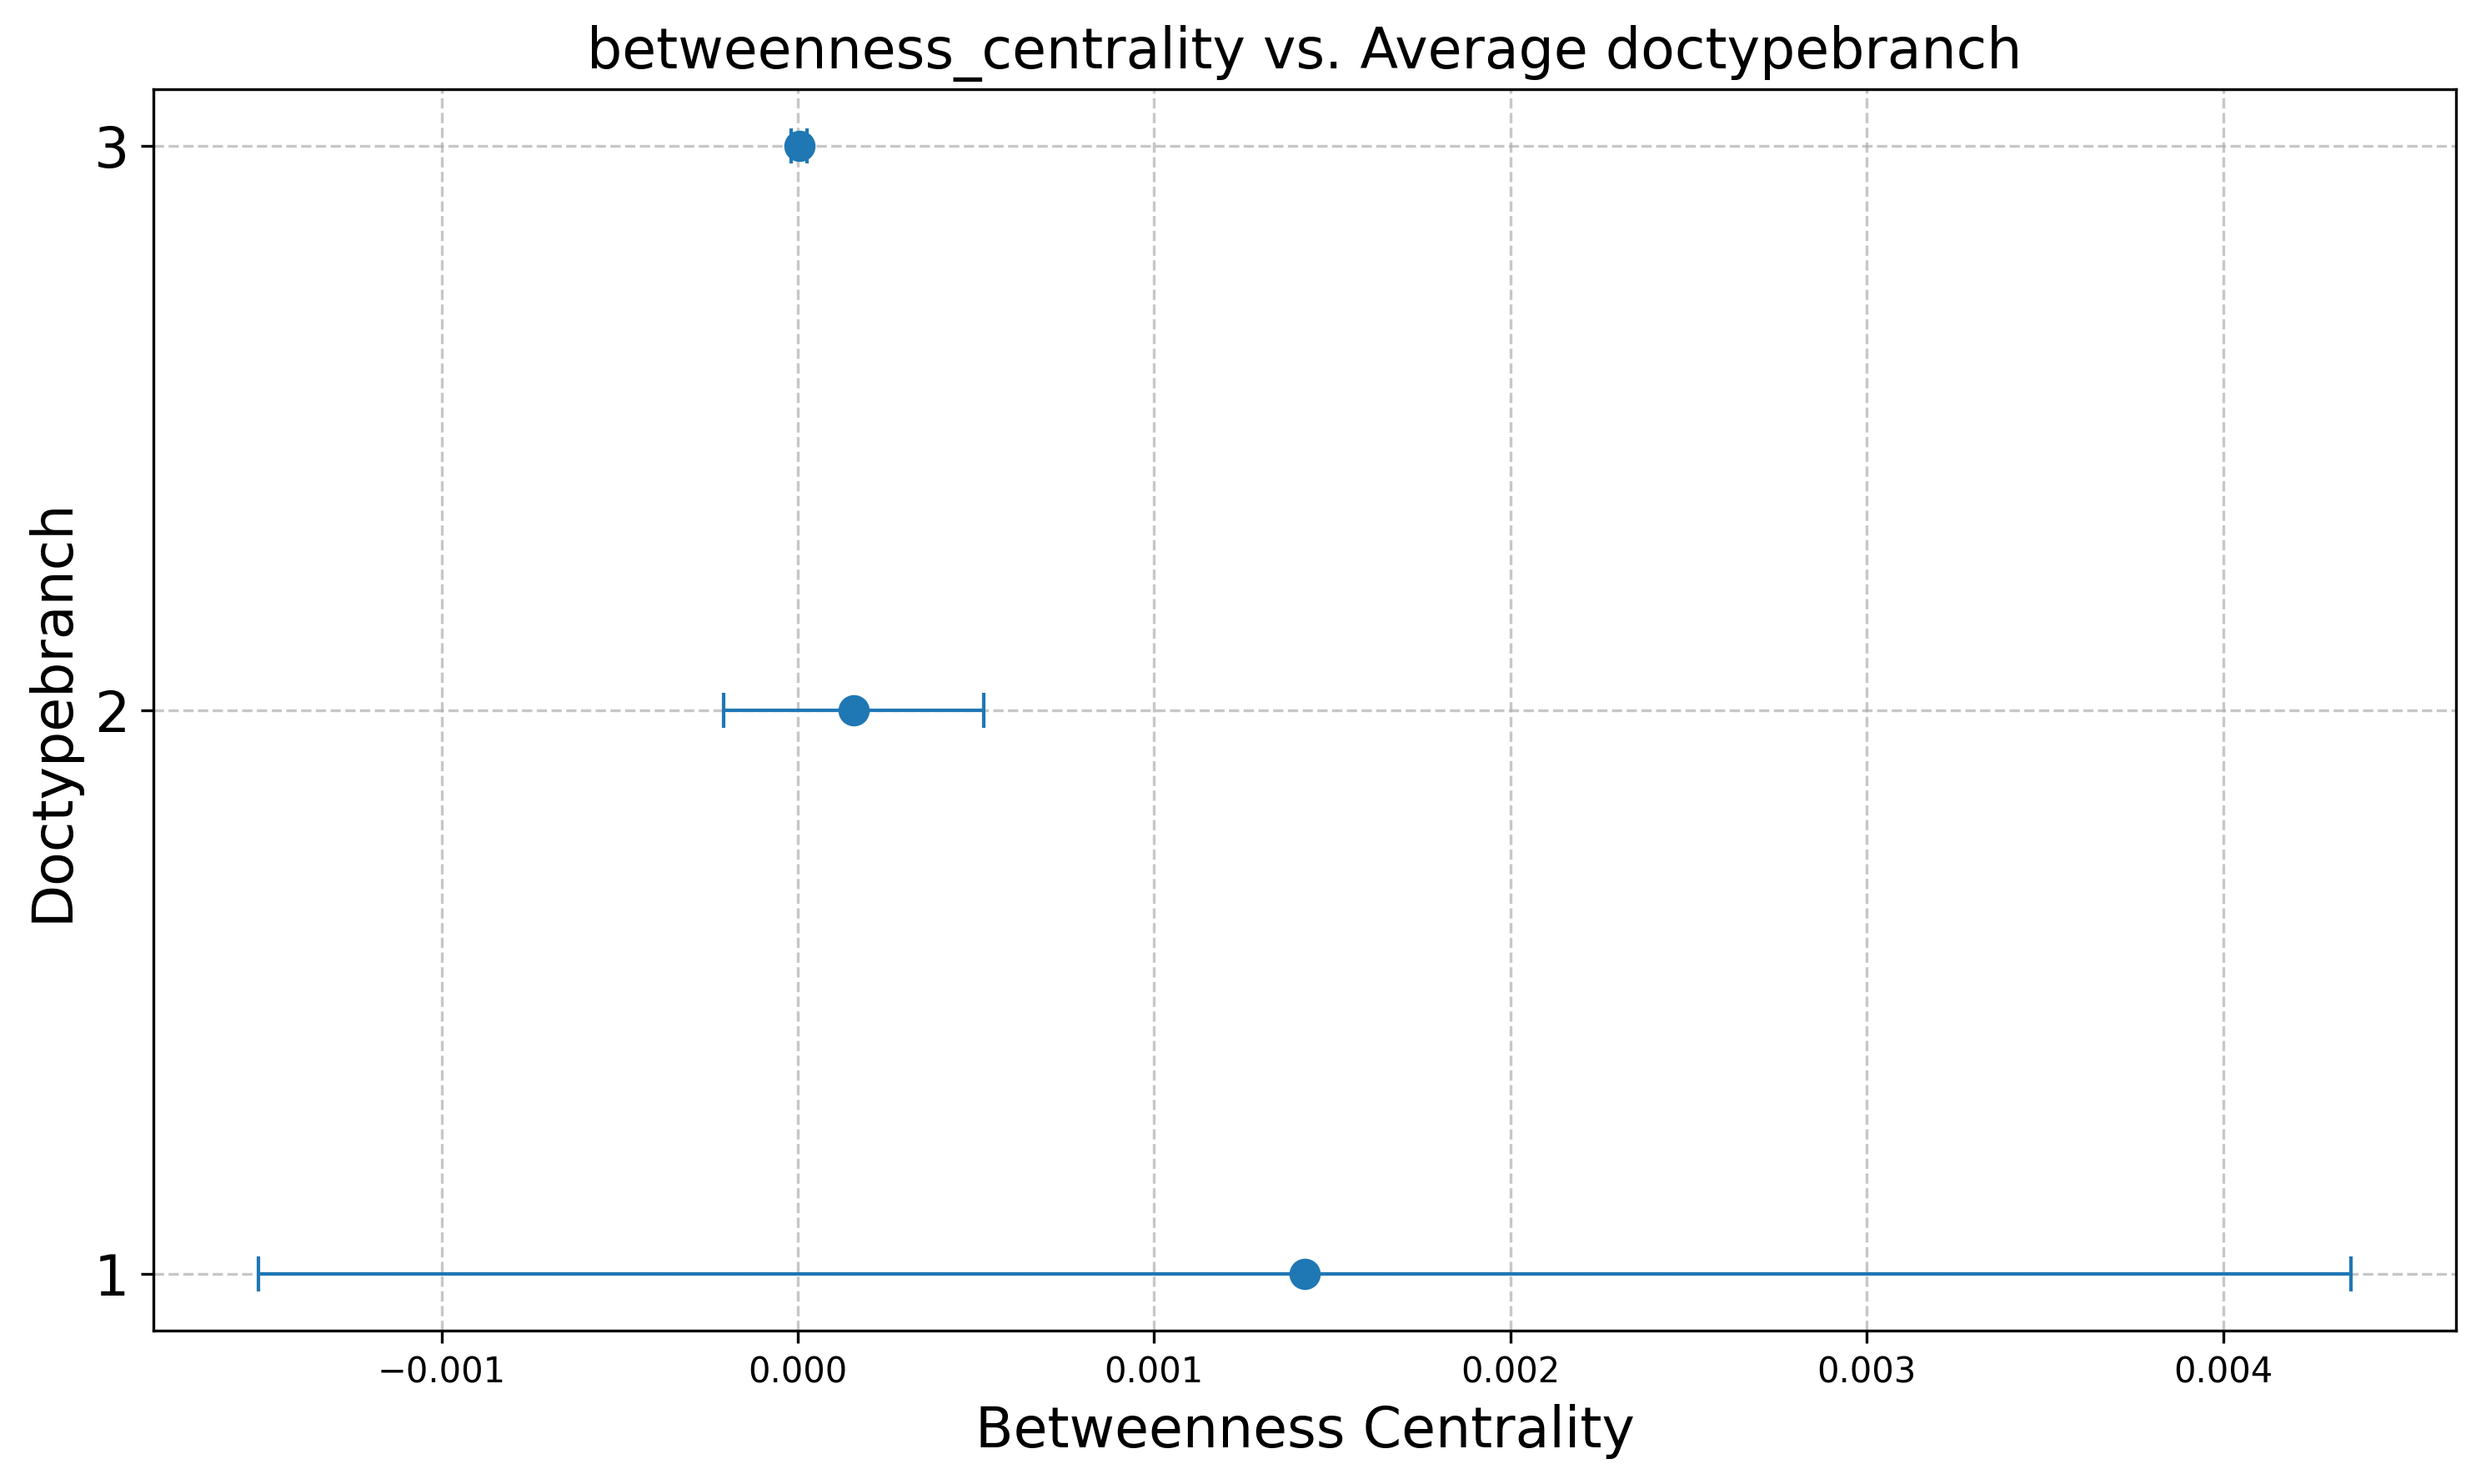 betweenness_centrality vs. Average doctypebranch
3
2
1
Doctypebranch
−0.001 0.000 0.001 0.002 0.003 0.004
Betweenness Centrality